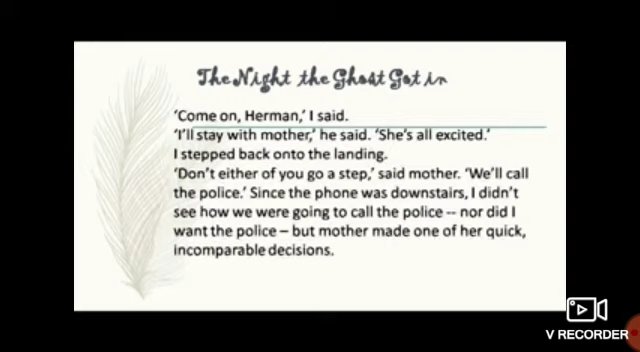 The Night the Ghost Got in
'Come on, Herman,' I said.
'I'll stay with mother,' he said. 'She's all excited.'
I stepped back onto the landing.
'Don't either of you go a step,' said mother. 'We'll call
the police.' Since the phone was downstairs, I didn't
see how we were going to call the police -- nor did I
want the police – but mother made one of her quick,
incomparable decisions.
V RECORDER